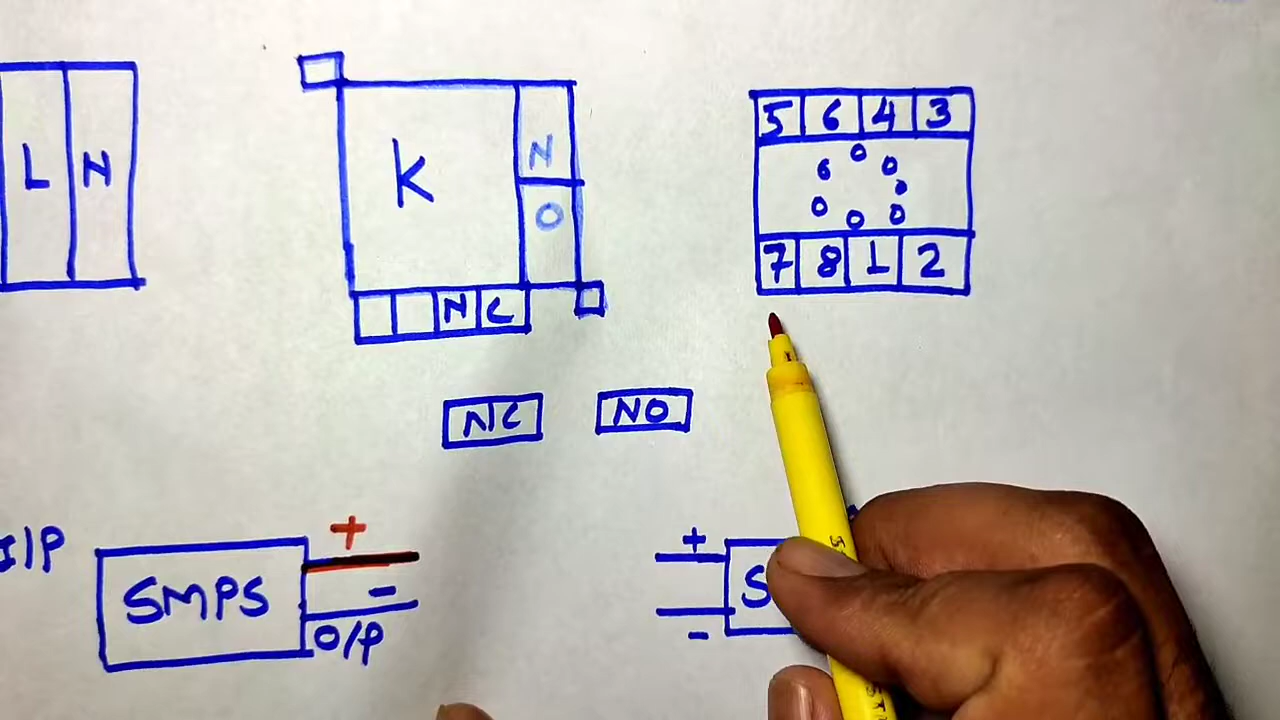 5 6 4 3
L N
K
N
O
7 8 1 2
N C
NC NO
I/P
+
SMPS
-
O/P
+
S
-